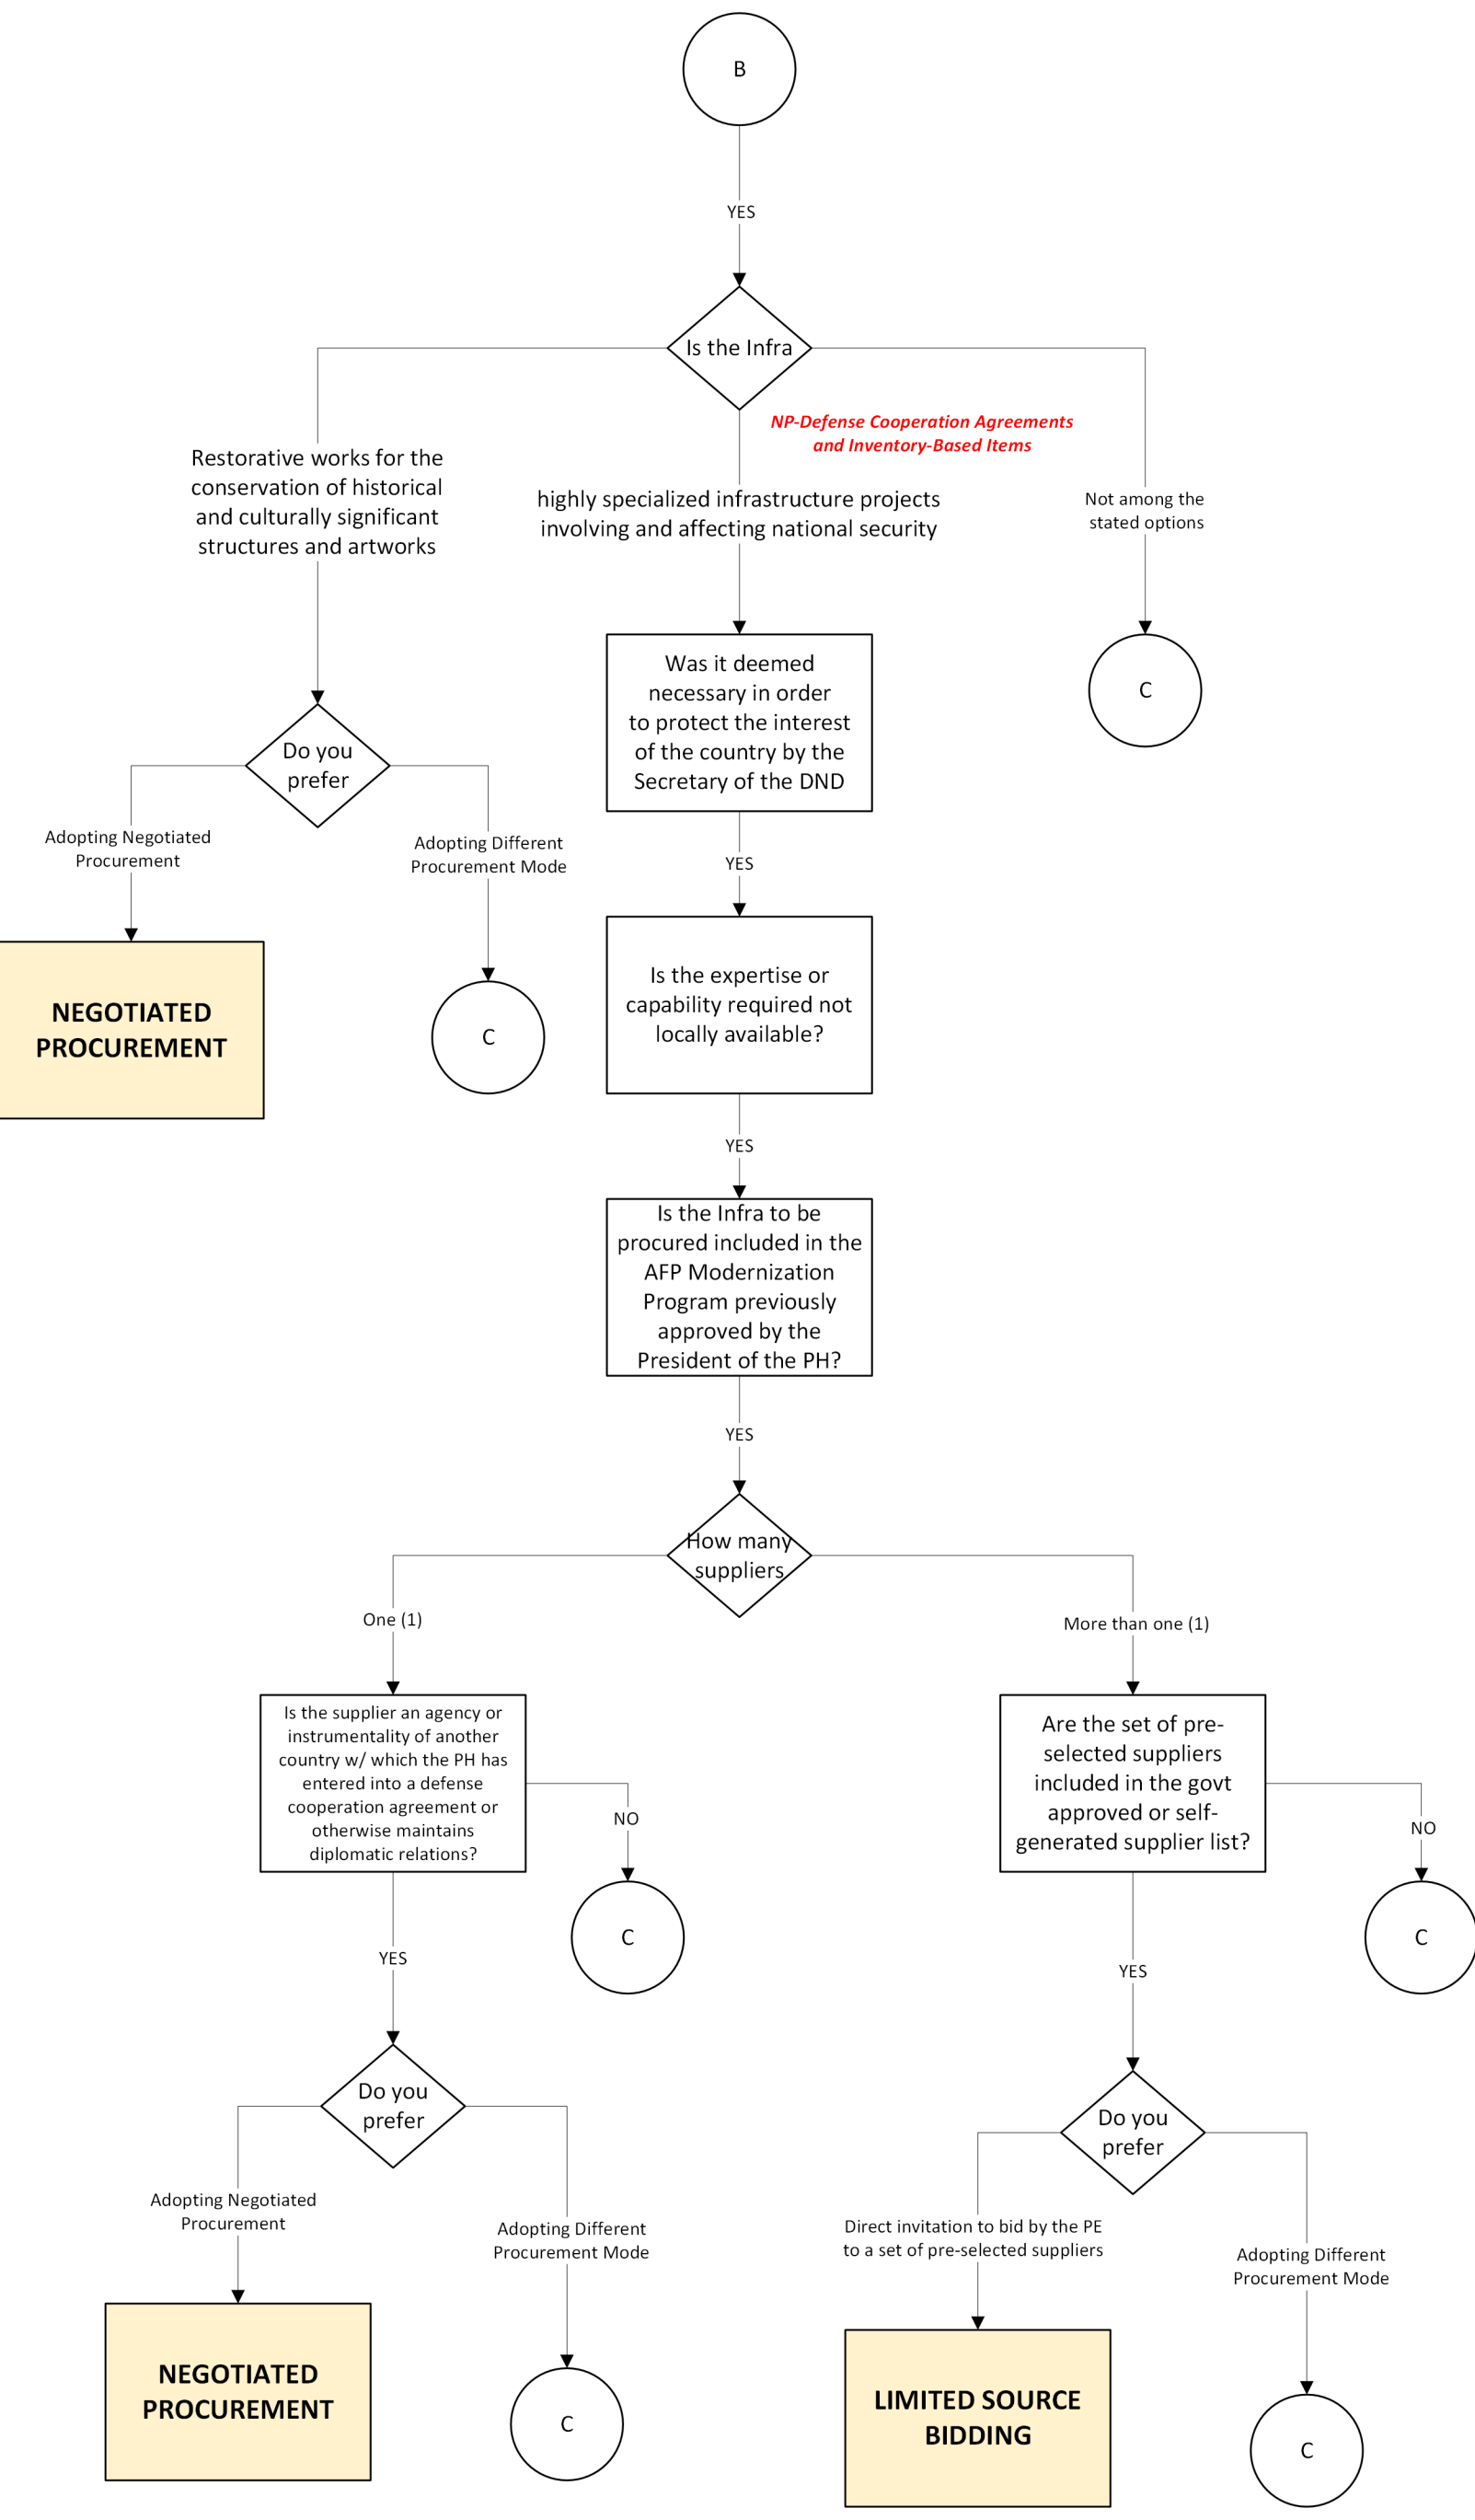 B
YES
Is the Infra
NP-Defense Cooperation Agreements
and Inventory-Based Items
Restorative works for the
conservation of historical
and culturally significant
structures and artworks
highly specialized infrastructure projects
involving and affecting national security
Not among the
stated options
Was it deemed
necessary in order
to protect the interest
of the country by the
Secretary of the DND
C
Do you
prefer
Adopting Negotiated
Procurement
Adopting Different
Procurement Mode
YES
NEGOTIATED
PROCUREMENT
C
Is the expertise or
capability required not
locally available?
YES
Is the Infra to be
procured included in the
AFP Modernization
Program previously
approved by the
President of the PH?
YES
How many
suppliers
One (1)
More than one (1)
Is the supplier an agency or
instrumentality of another
country w/ which the PH has
entered into a defense
cooperation agreement or
otherwise maintains
diplomatic relations?
NO
C
Are the set of pre-
selected suppliers
included in the govt
approved or self-
generated supplier list?
NO
C
YES
YES
Do you
prefer
Do you
prefer
Adopting Negotiated
Procurement
Adopting Different
Procurement Mode
Direct invitation to bid by the PE
to a set of pre-selected suppliers
Adopting Different
Procurement Mode
NEGOTIATED
PROCUREMENT
C
LIMITED SOURCE
BIDDING
C